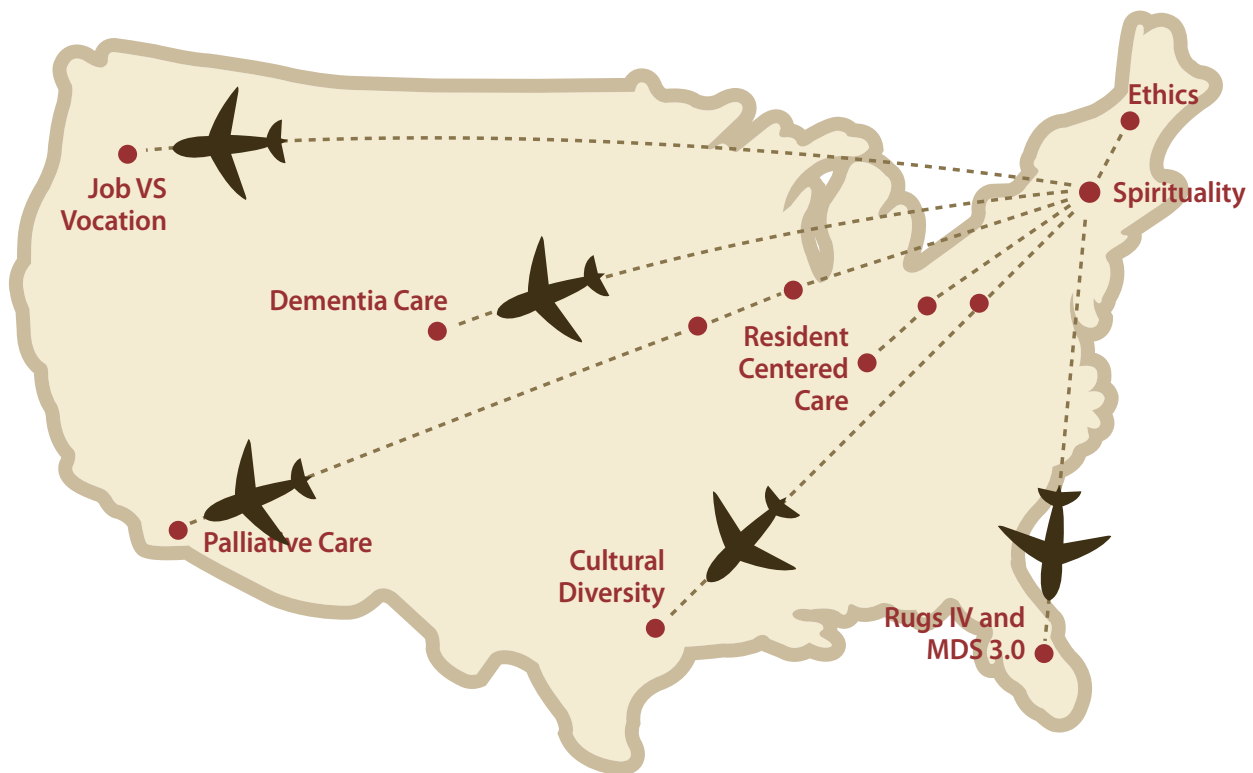 Ethics
Job VS
Vocation
Spirituality
Dementia Care
Resident
Centered
Care
Palliative Care
Cultural
Diversity
Rugs IV and
MDS 3.0